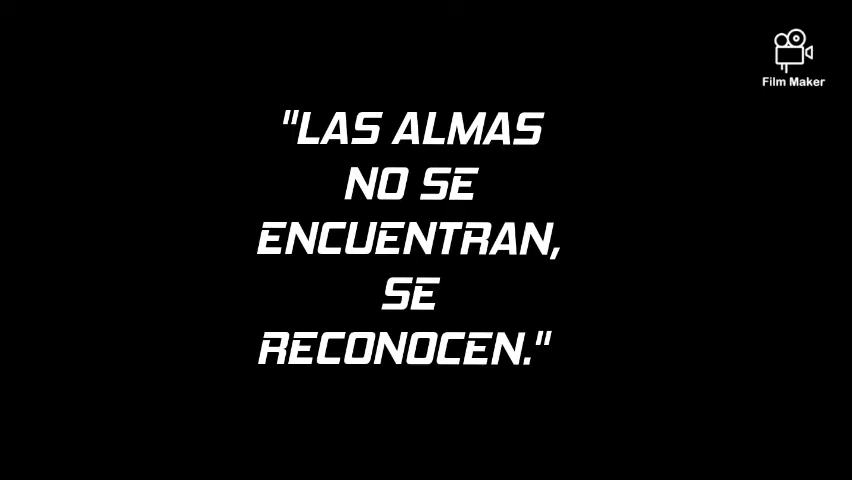 Film Maker
"LAS ALMAS
NO SE
ENCUENTRAN,
SE
RECONOCEN."